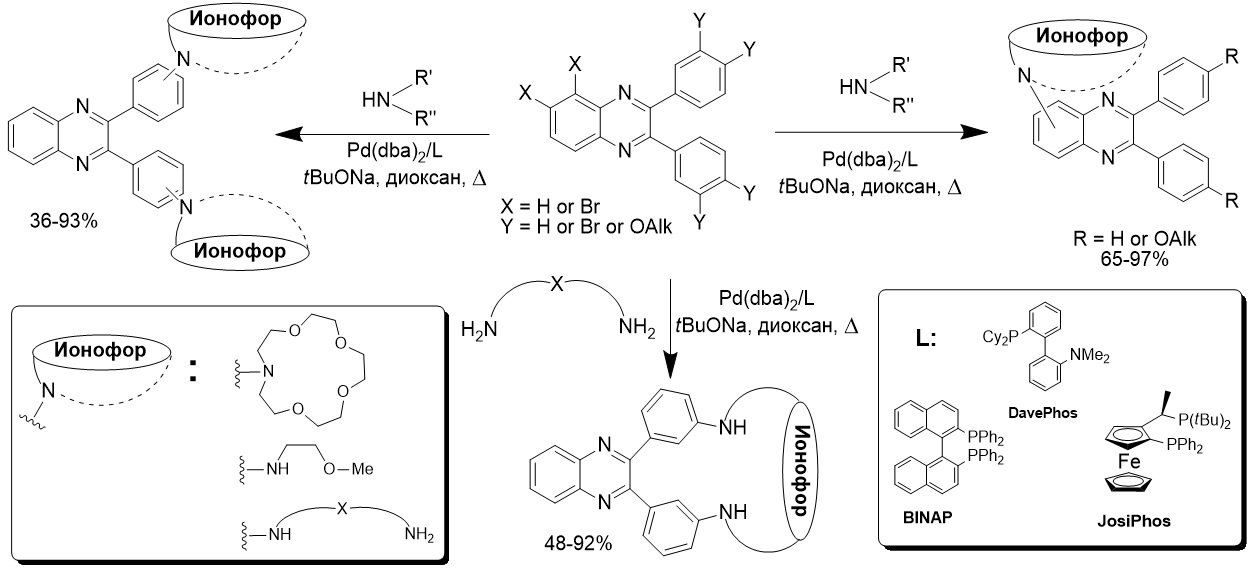 Ионофор
N
N
N
N
Ионофор
36-93%
HN
R'
R"
Pd(dba)2/L
tBuONa, диоксан, Δ
Y
Y
X
X
N
N
Y
Y
X = H or Br
Y = H or Br or OAlk
HN
R'
R"
Pd(dba)2/L
tBuONa, диоксан, Δ
Ионофор
N
N
N
R
R
R = H or OAlk
65-97%
X
H2N
NH2
Pd(dba)2/L
tBuONa, диоксан, Δ
NH
N
N
NH
Ионофор
48-92%
Ионофор
N
:
O
O
N
O
O
NH
O
Me
NH
X
NH2
L:
Cy2P
NMe2
DavePhos
PPh2
PPh2
BINAP
P(tBu)2
PPh2
Fe
JosiPhos